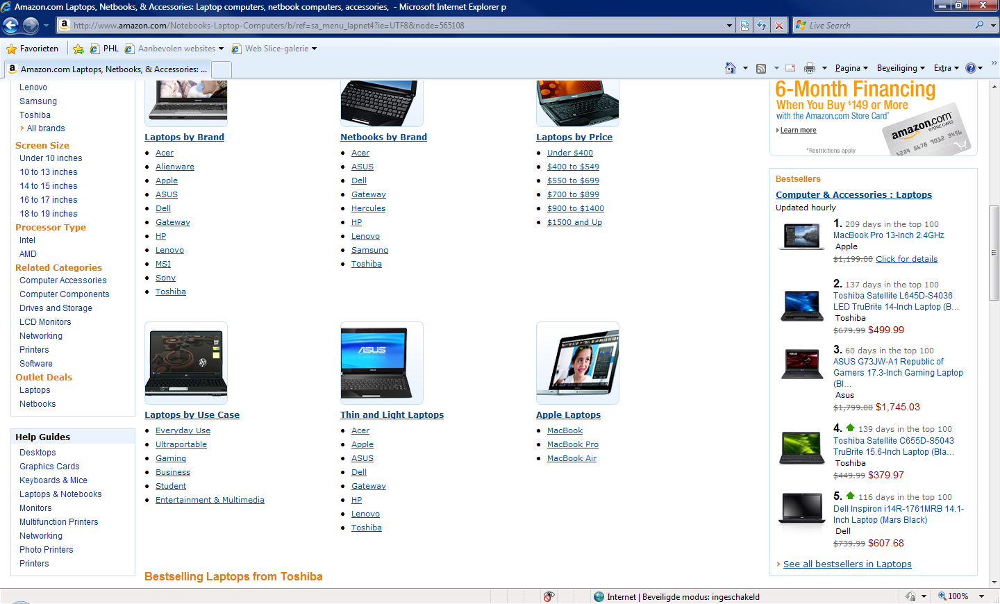 Amazon.com Laptops, Netbooks, & Accessories: Laptop computers, netbook computers, accessories,  - Microsoft Internet Explorer p
http://www.amazon.com/Notebooks-Laptop-Computers/b/ref=sa_menu_lapnet4?ie=UTF8&node=565108
Live Search
Favorieten
PHL
Aanbevolen websites
Web Slice-galerie
Amazon.com Laptops, Netbooks, & Accessories: ...
Pagina
Beveiliging
Extra
Lenovo
Samsung
Toshiba
› All brands
Screen Size
Under 10 inches
10 to 13 inches
14 to 15 inches
16 to 17 inches
18 to 19 inches
Processor Type
Intel
AMD
Related Categories
Computer Accessories
Computer Components
Drives and Storage
LCD Monitors
Networking
Printers
Software
Outlet Deals
Laptops
Netbooks
Help Guides
Desktops
Graphics Cards
Keyboards & Mice
Laptops & Notebooks
Monitors
Multifunction Printers
Networking
Photo Printers
Printers
Laptops by Brand
Acer
Alienware
Apple
ASUS
Dell
Gateway
HP
Lenovo
MSI
Sony
Toshiba
Netbooks by Brand
Acer
ASUS
Dell
Gateway
Hercules
HP
Lenovo
Samsung
Toshiba
Laptops by Price
Under $400
$400 to $549
$550 to $699
$700 to $899
$900 to $1400
$1500 and Up
hp
Laptops by Use Case
Everyday Use
Ultraportable
Gaming
Business
Student
Entertainment & Multimedia
ASUS
Thin and Light Laptops
Acer
Apple
ASUS
Dell
Gateway
HP
Lenovo
Toshiba
Apple Laptops
MacBook
MacBook Pro
MacBook Air
Bestselling Laptops from Toshiba
6-Month Financing
When You Buy $149 or More
with the Amazon.com Store Card*
Learn more
*Restrictions apply
amazon.com
STORE CARD
1234 5678 9012 3456
Bestsellers
Computer & Accessories : Laptops
Updated hourly
1. 209 days in the top 100
MacBook Pro 13-inch 2.4GHz
Apple
$1,199.00 Click for details
2. 137 days in the top 100
Toshiba Satellite L645D-S4036
LED TruBrite 14-Inch Laptop (B...
Toshiba
$679.99 $499.99
3. 60 days in the top 100
ASUS G73JW-A1 Republic of
Gamers 17.3-Inch Gaming Laptop
(Bl...
Asus
$1,799.00 $1,745.03
4. 139 days in the top 100
Toshiba Satellite C655D-S5043
TruBrite 15.6-Inch Laptop (Bla...
Toshiba
$449.99 $379.97
5. 116 days in the top 100
Dell Inspiron i14R-1761MRB 14.1-
Inch Laptop (Mars Black)
Dell
$739.99 $607.68
› See all bestsellers in Laptops
Internet | Beveiligde modus: ingeschakeld
100%